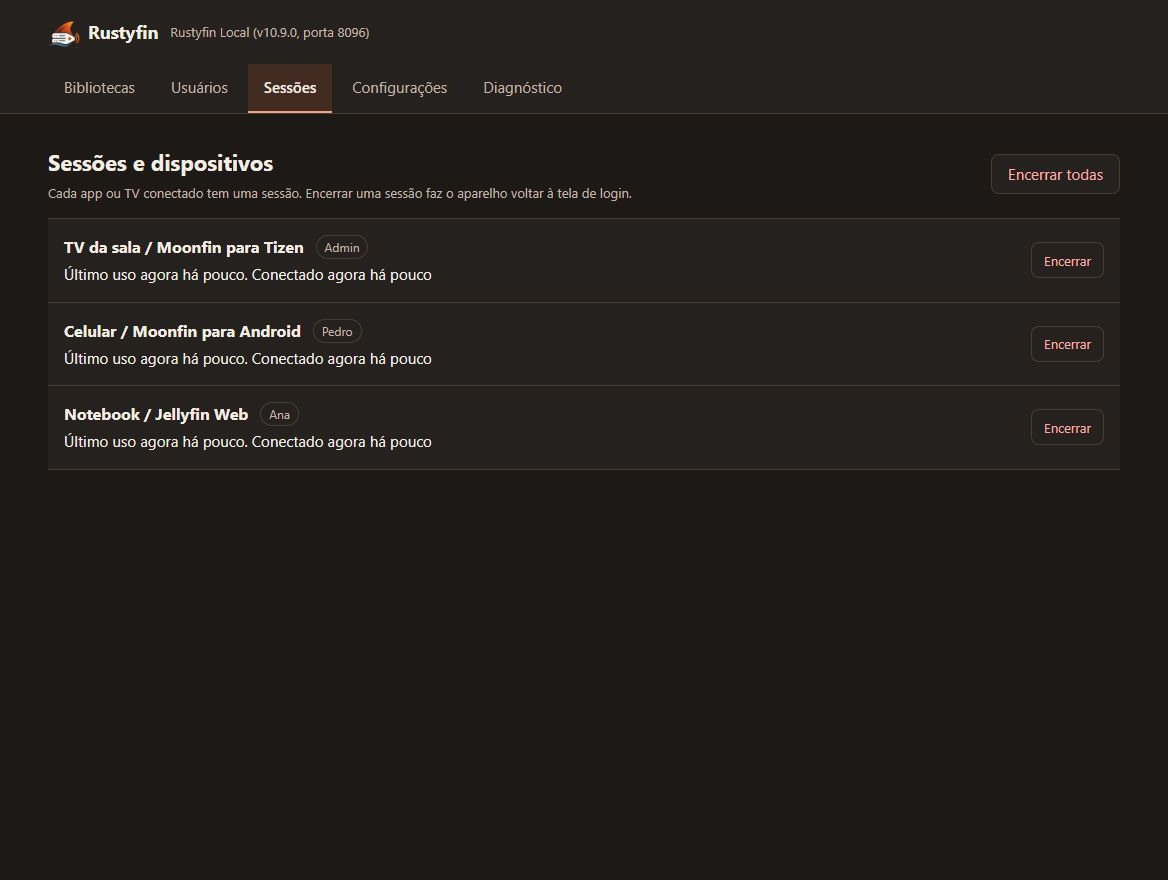 Rustyfin Rustyfin Local (v10.9.0, porta 8096)
Bibliotecas Usuários Sessões Configurações Diagnóstico
Sessões e dispositivos
Cada app ou TV conectado tem uma sessão. Encerrar uma sessão faz o aparelho voltar à tela de login.
Encerrar todas
TV da sala / Moonfin para Tizen Admin
Último uso agora há pouco. Conectado agora há pouco
Encerrar
Celular / Moonfin para Android Pedro
Último uso agora há pouco. Conectado agora há pouco
Encerrar
Notebook / Jellyfin Web Ana
Último uso agora há pouco. Conectado agora há pouco
Encerrar